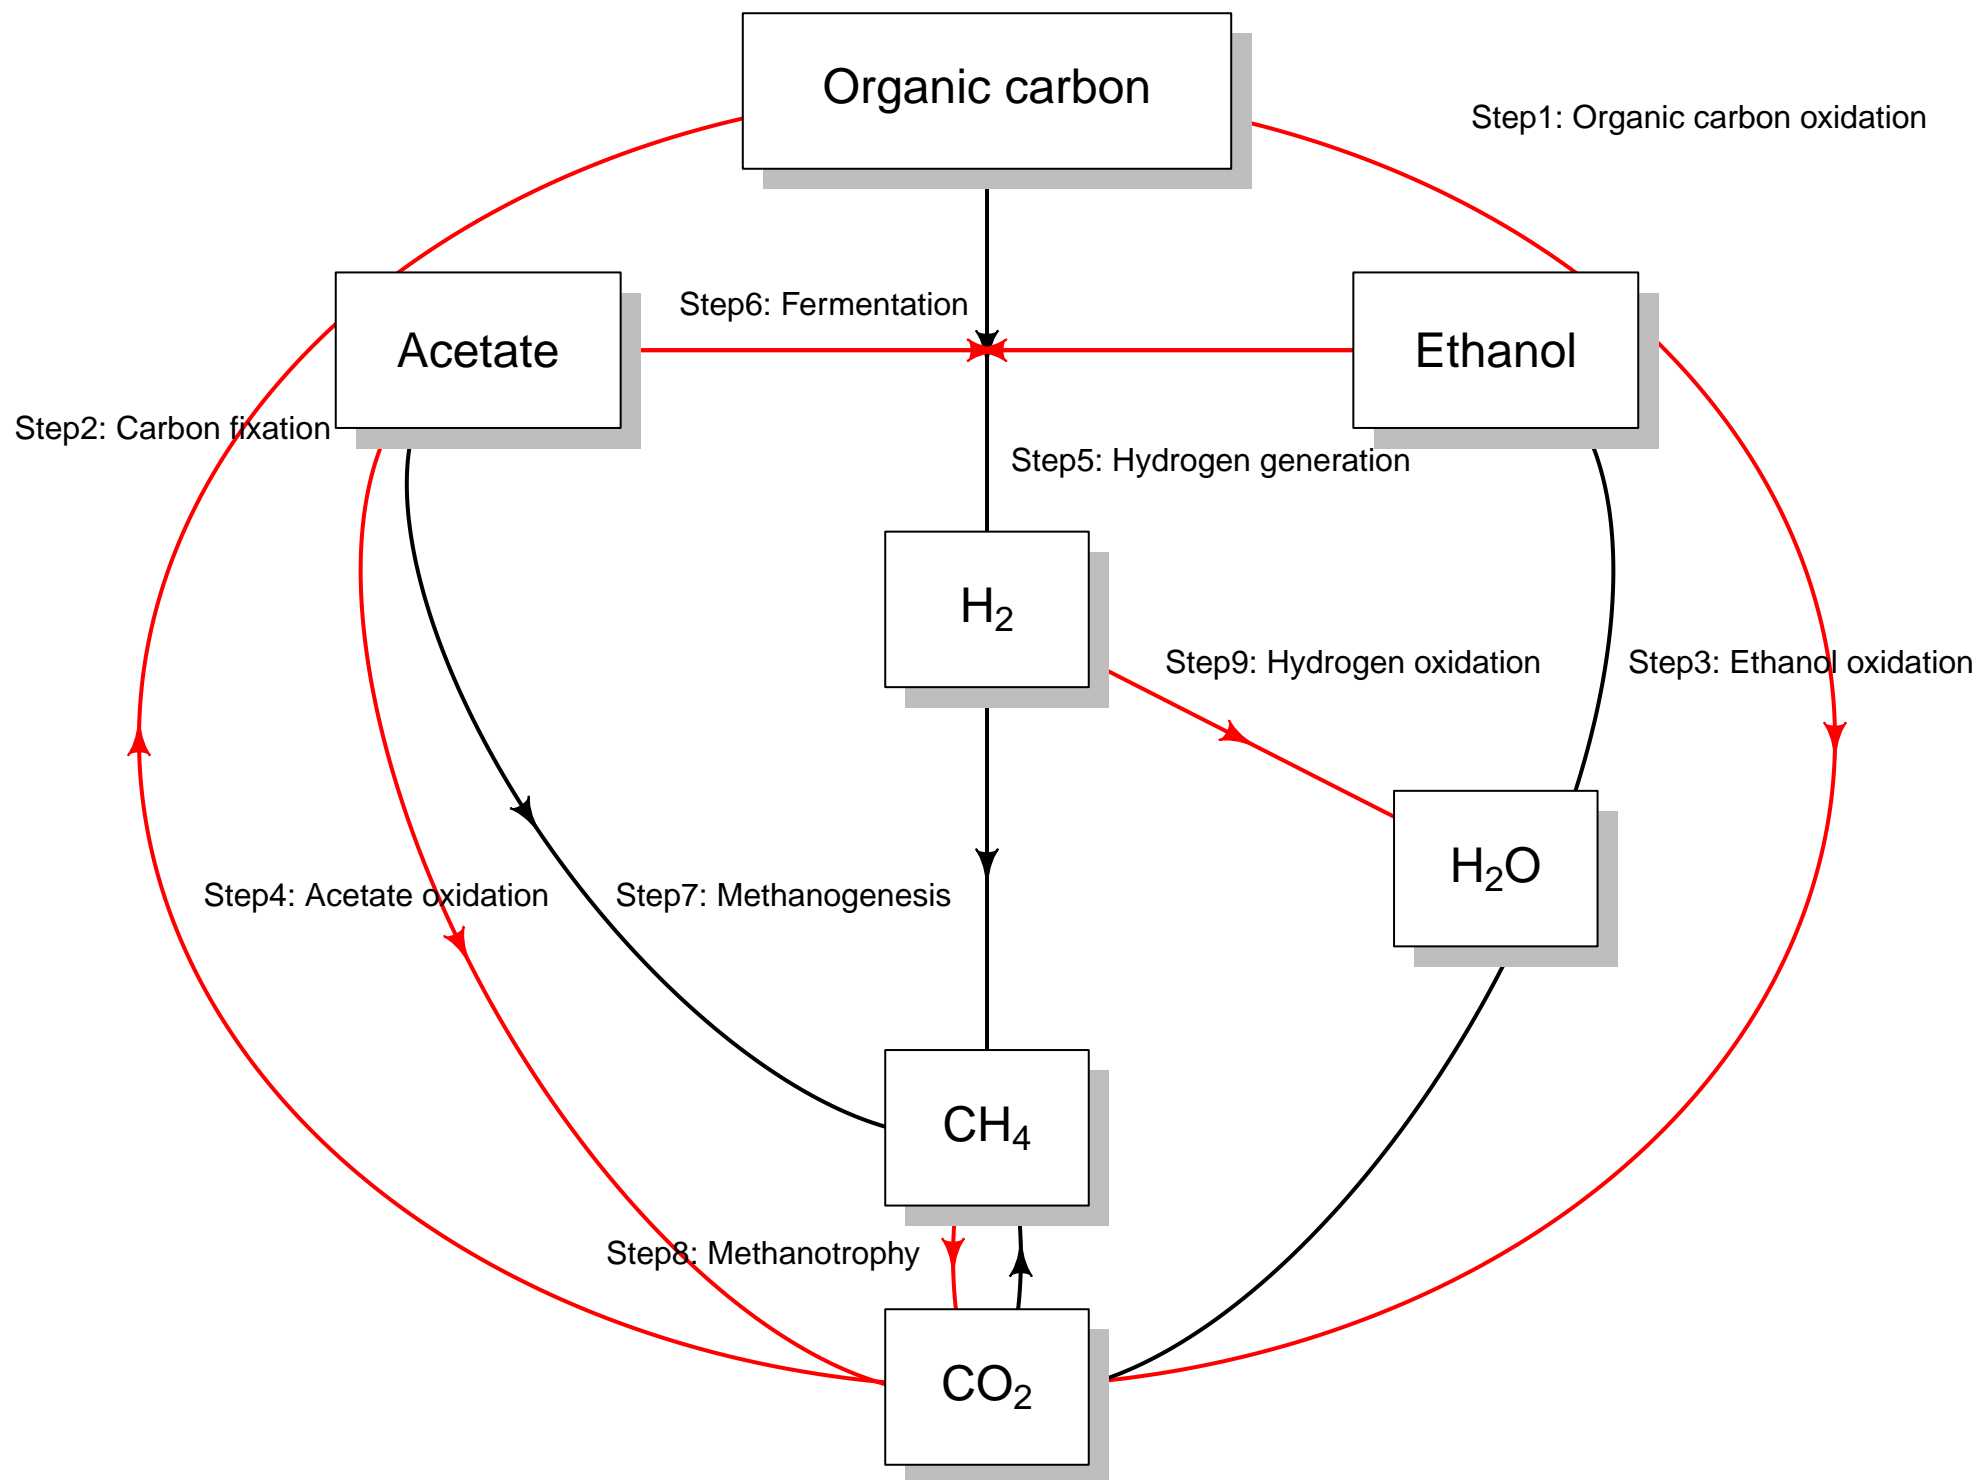 Organic carbon
Step1: Organic carbon oxidation
Step6: Fermentation
Acetate
Ethanol
Step2: Carbon fixation
Step5: Hydrogen generation
H₂
Step9: Hydrogen oxidation
Step3: Ethanol oxidation
H₂O
Step4: Acetate oxidation
Step7: Methanogenesis
CH₄
Step8: Methanotrophy
CO₂